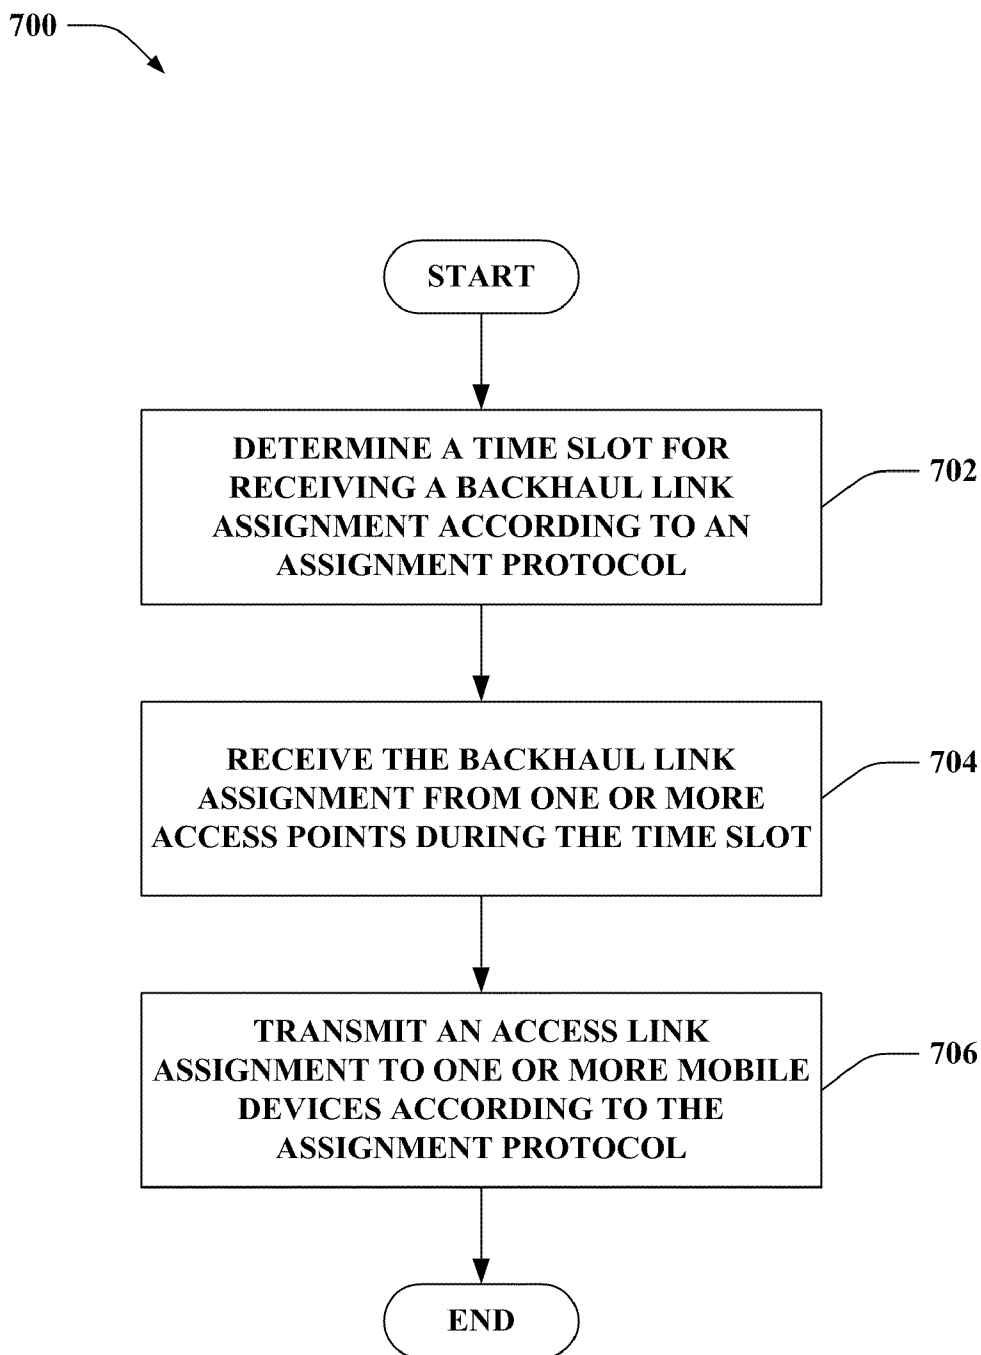 700
START
DETERMINE A TIME SLOT FOR
RECEIVING A BACKHAUL LINK
ASSIGNMENT ACCORDING TO AN
ASSIGNMENT PROTOCOL
702
RECEIVE THE BACKHAUL LINK
ASSIGNMENT FROM ONE OR MORE
ACCESS POINTS DURING THE TIME SLOT
704
TRANSMIT AN ACCESS LINK
ASSIGNMENT TO ONE OR MORE MOBILE
DEVICES ACCORDING TO THE
ASSIGNMENT PROTOCOL
706
END